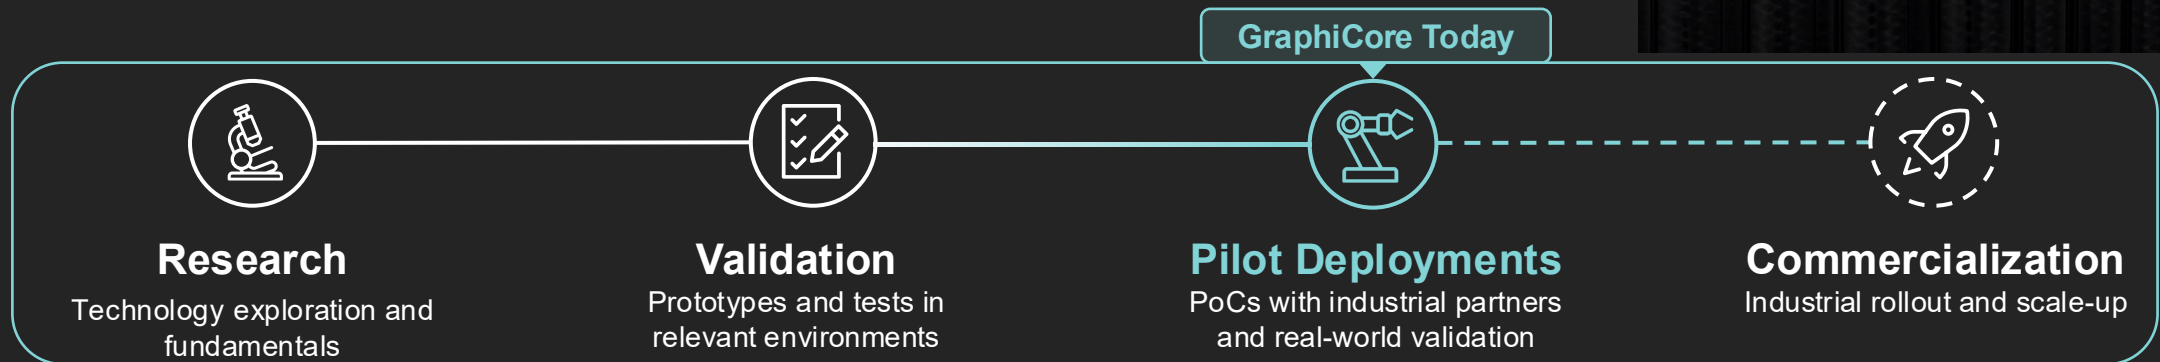 GraphiCore Today
Research
Technology exploration and
fundamentals
Validation
Prototypes and tests in
relevant environments
Pilot Deployments
PoCs with industrial partners
and real-world validation
Commercialization
Industrial rollout and scale-up